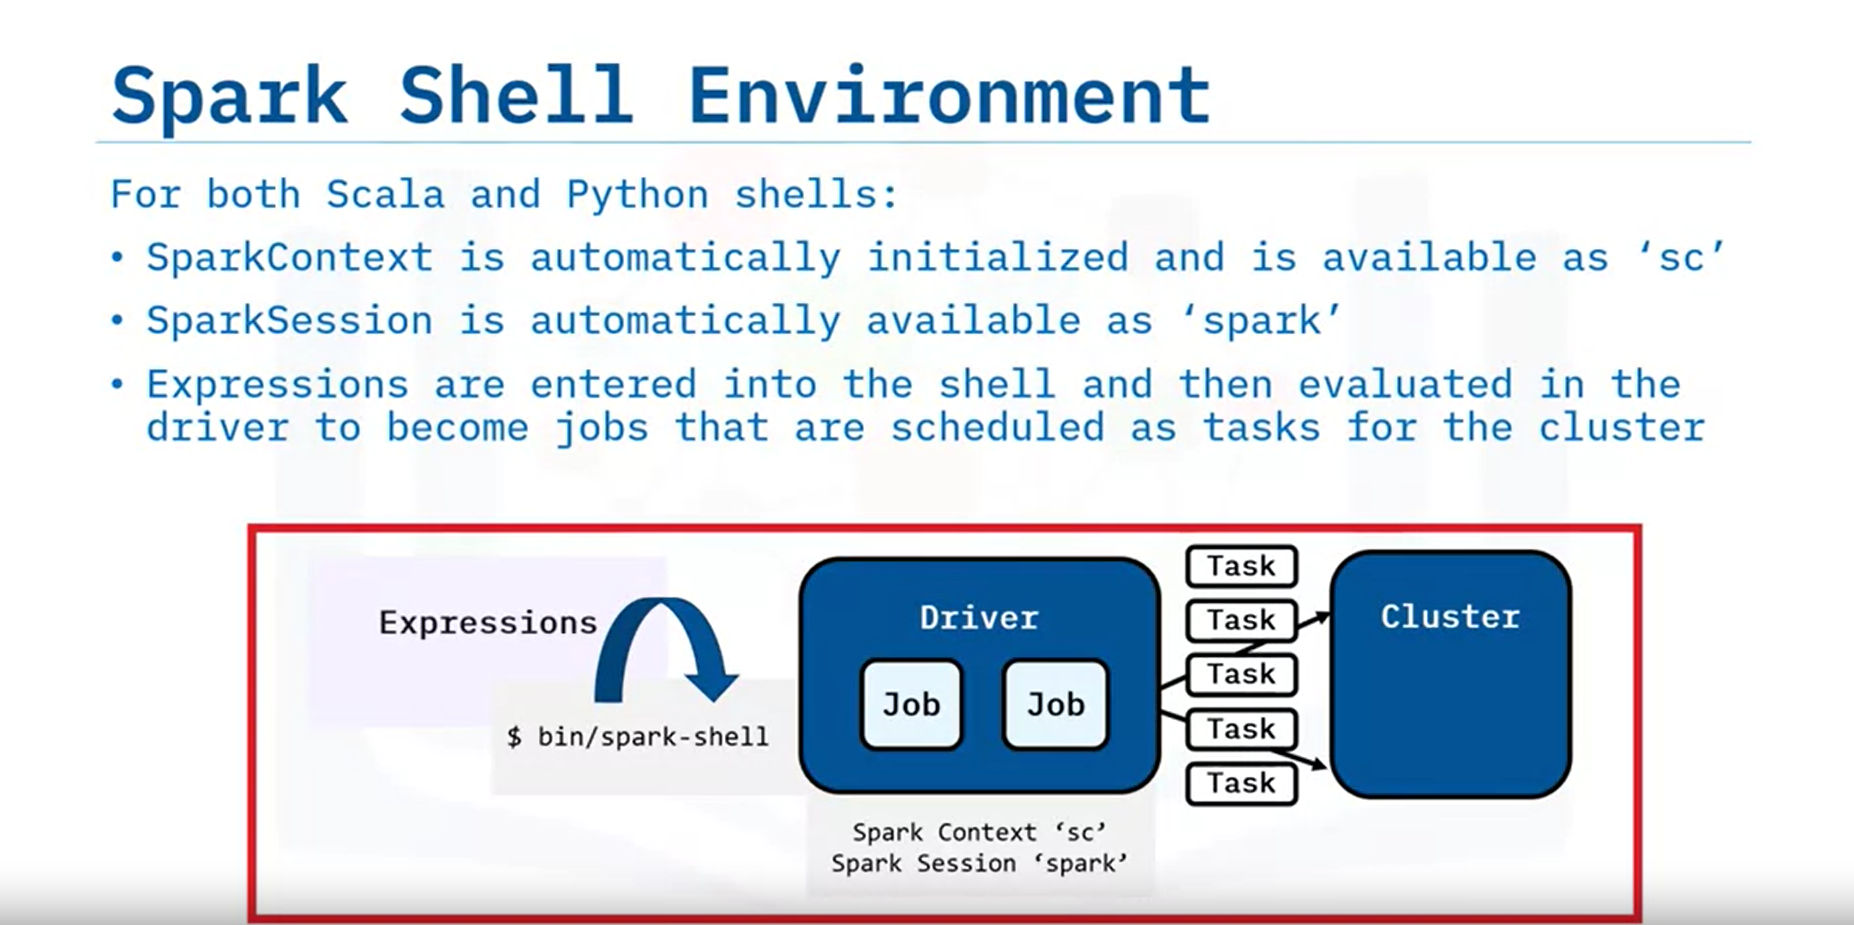 Spark Shell Environment
For both Scala and Python shells:
• SparkContext is automatically initialized and is available as ‘sc’
• SparkSession is automatically available as ‘spark’
• Expressions are entered into the shell and then evaluated in the
driver to become jobs that are scheduled as tasks for the cluster
Expressions
$ bin/spark-shell
Driver
Job
Job
Spark Context ‘sc’
Spark Session ‘spark’
Task
Task
Task
Task
Task
Cluster